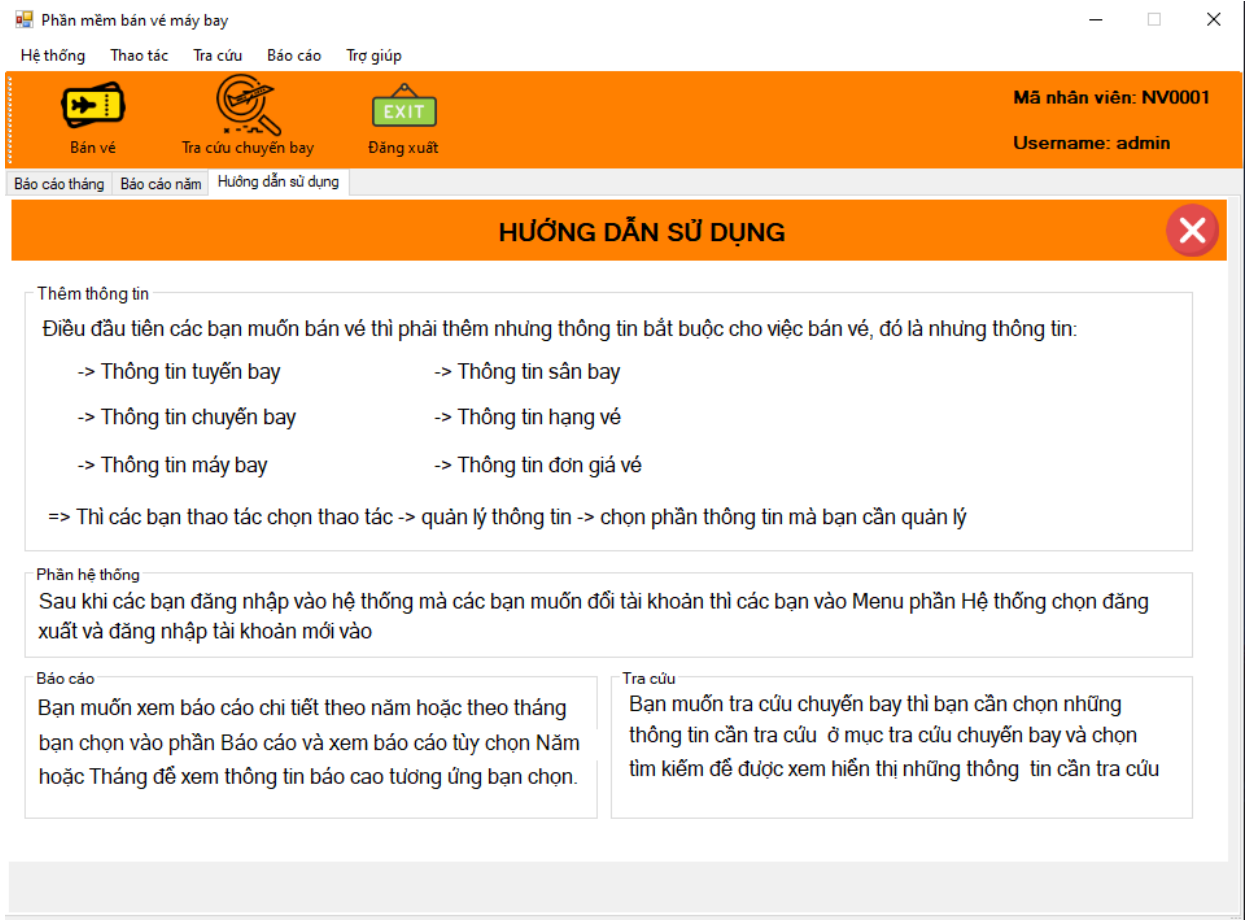 Phần mềm bán vé máy bay
Hệ thống Thao tác Tra cứu Báo cáo Trợ giúp
EXIT
Bán vé Tra cứu chuyến bay Đăng xuất
Mã nhân viên: NV0001
Username: admin
Báo cáo tháng Báo cáo năm Hướng dẫn sử dụng
HƯỚNG DẪN SỬ DỤNG
Thêm thông tin
Điều đầu tiên các bạn muốn bán vé thì phải thêm nhưng thông tin bắt buộc cho việc bán vé, đó là nhưng thông tin:
-> Thông tin tuyến bay -> Thông tin sân bay
-> Thông tin chuyến bay -> Thông tin hạng vé
-> Thông tin máy bay -> Thông tin đơn giá vé
=> Thì các bạn thao tác chọn thao tác -> quản lý thông tin -> chọn phần thông tin mà bạn cần quản lý
Phần hệ thống
Sau khi các bạn đăng nhập vào hệ thống mà các bạn muốn đổi tài khoản thì các bạn vào Menu phần Hệ thống chọn đăng
xuất và đăng nhập tài khoản mới vào
Báo cáo
Bạn muốn xem báo cáo chi tiết theo năm hoặc theo tháng
bạn chọn vào phần Báo cáo và xem báo cáo tùy chọn Năm
hoặc Tháng để xem thông tin báo cao tương ứng bạn chọn.
Tra cứu
Bạn muốn tra cứu chuyến bay thì bạn cần chọn những
thông tin cần tra cứu ở mục tra cứu chuyến bay và chọn
tìm kiếm để được xem hiển thị những thông tin cần tra cứu